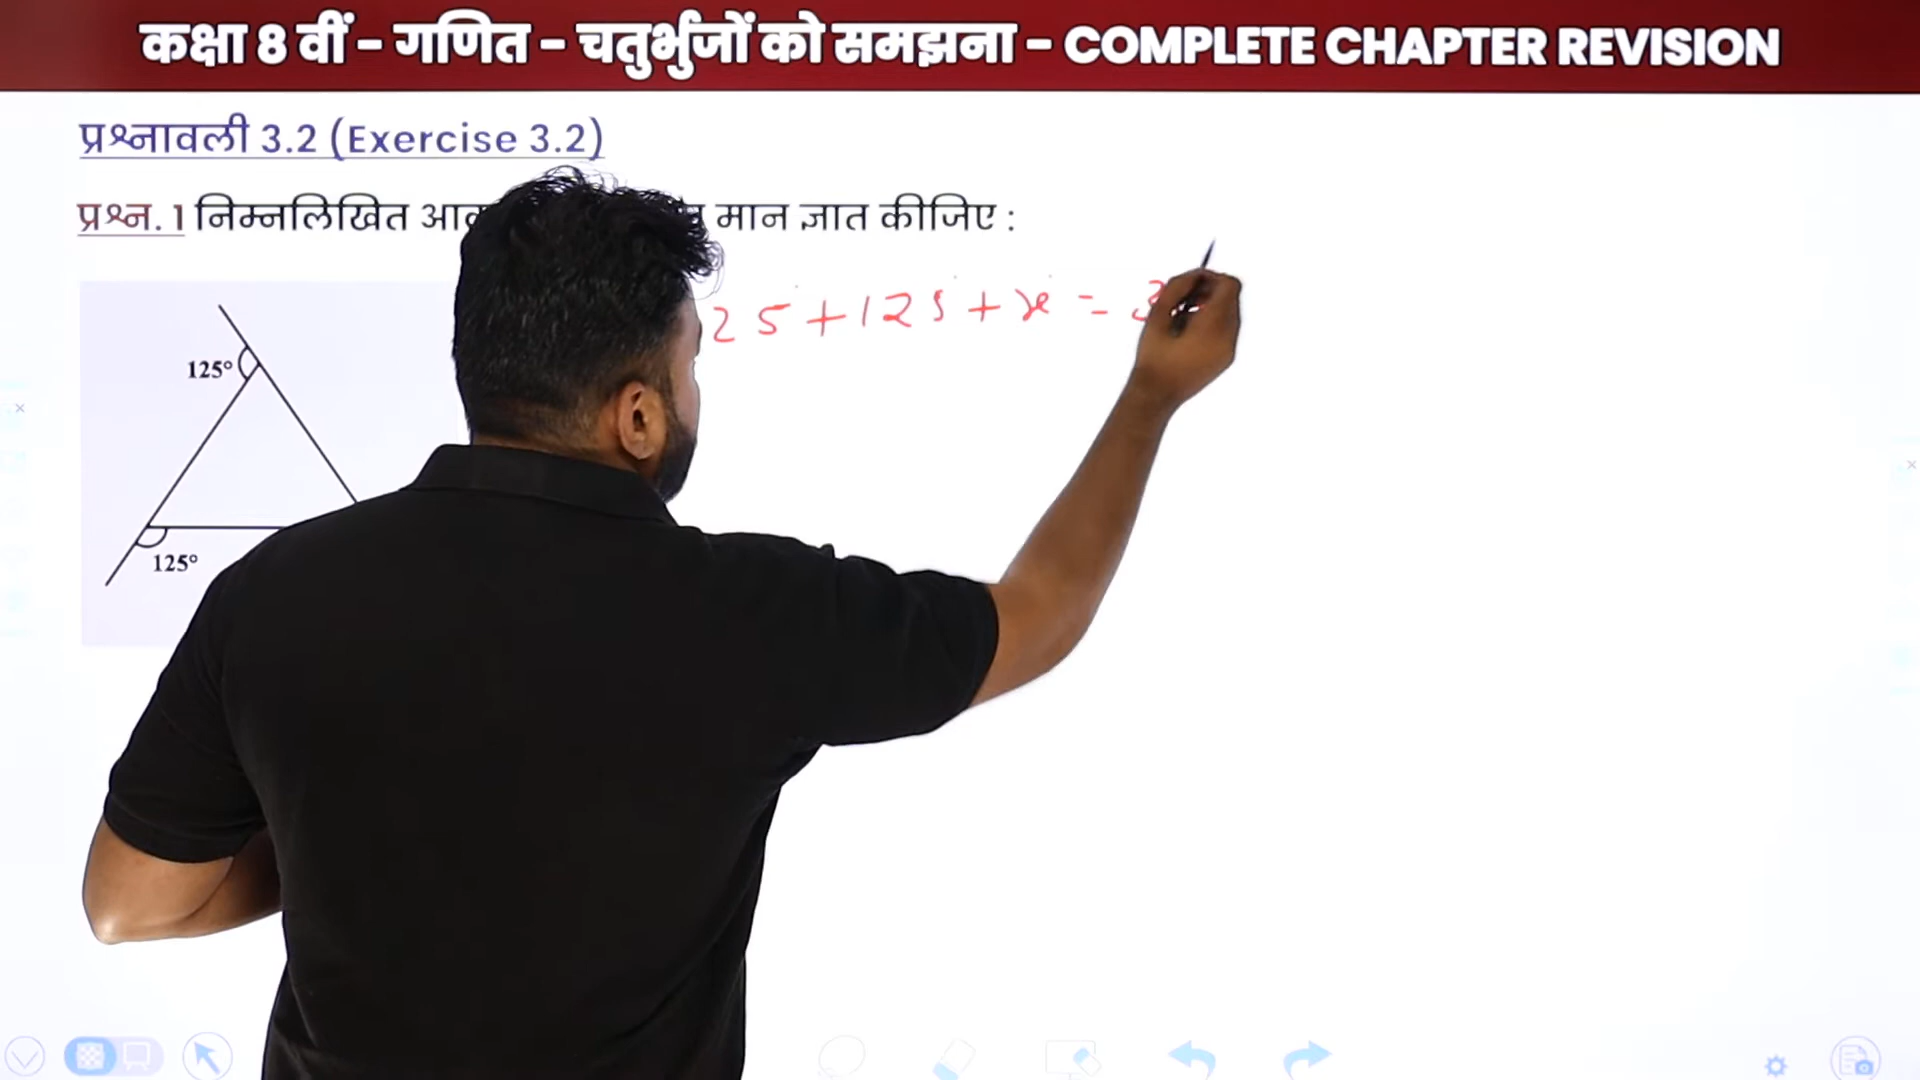 कक्षा 8 वीं - गणित - चतुर्भुजों को समझना - COMPLETE CHAPTER REVISION
प्रश्नावली 3.2 (Exercise 3.2)
प्रश्न. 1 निम्नलिखित मान ज्ञात कीजिए :
25 + 125 + x = 3
125°
125°